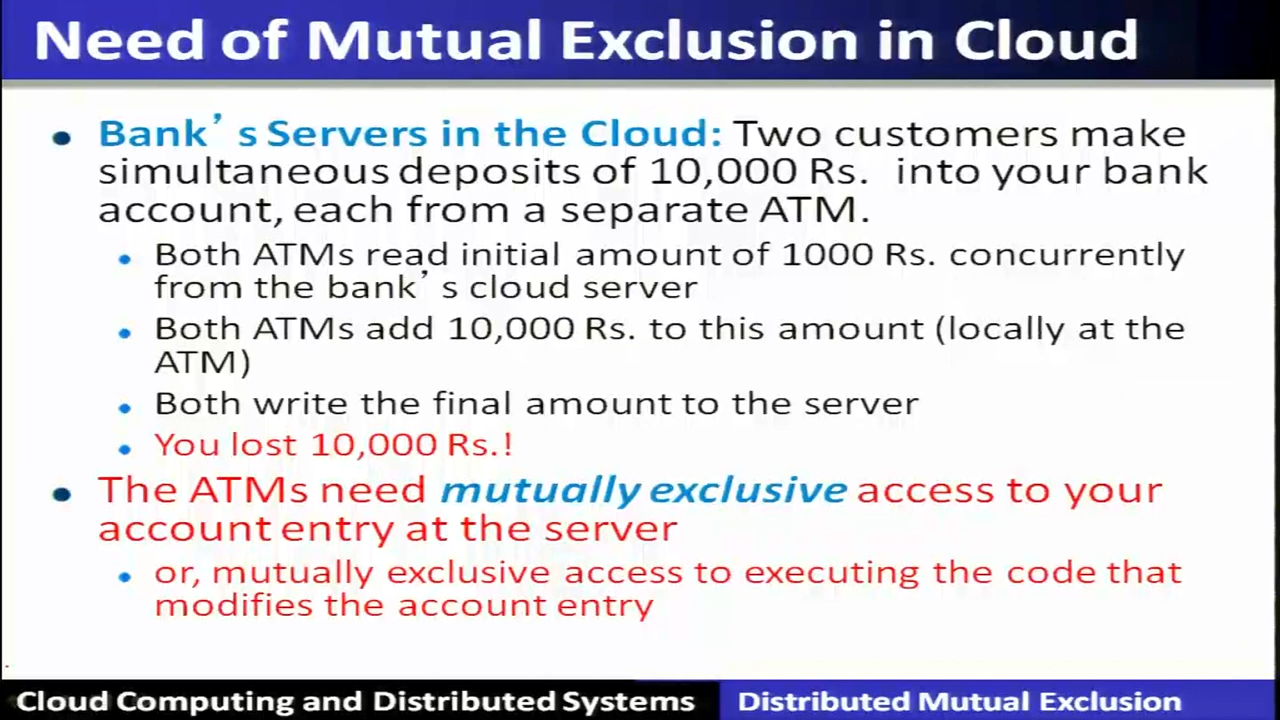 Need of Mutual Exclusion in Cloud
Bank's Servers in the Cloud: Two customers make
simultaneous deposits of 10,000 Rs. into your bank
account, each from a separate ATM.
Both ATMs read initial amount of 1000 Rs. concurrently
from the bank's cloud server
Both ATMs add 10,000 Rs. to this amount (locally at the
ATM)
Both write the final amount to the server
You lost 10,000 Rs.!
The ATMs need mutually exclusive access to your
account entry at the server
or, mutually exclusive access to executing the code that
modifies the account entry
Cloud Computing and Distributed Systems
Distributed Mutual Exclusion